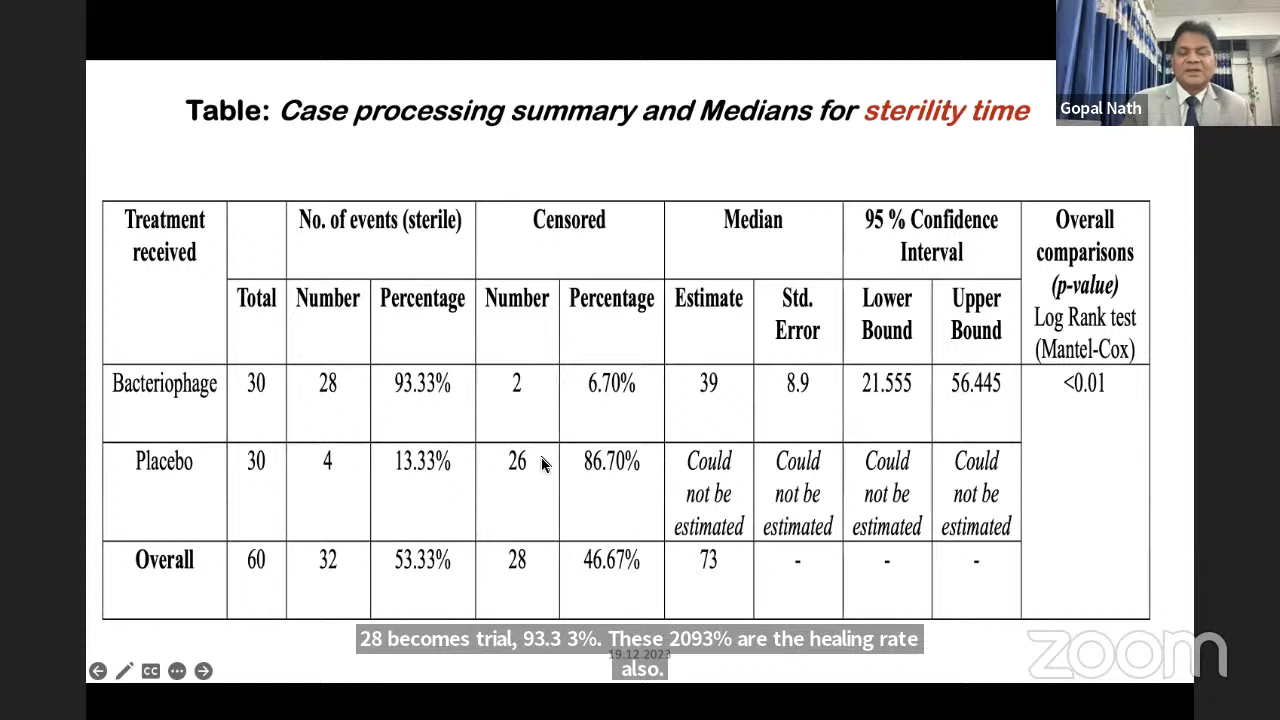 Gopal Nath
Table: Case processing summary and Medians for sterility time
Treatment received
No. of events (sterile)
Censored
Median
95 % Confidence Interval
Overall comparisons (p-value) Log Rank test (Mantel-Cox)
Total Number Percentage Number Percentage Estimate Std. Error Lower Bound Upper Bound
Bacteriophage 30 28 93.33% 2 6.70% 39 8.9 21.555 56.445 <0.01
Placebo 30 4 13.33% 26 86.70% Could not be estimated Could not be estimated Could not be estimated Could not be estimated
Overall 60 32 53.33% 28 46.67% 73 - - -
28 becomes trial, 93.3 3%. These 2093% are the healing rate
also.
19.12.2023
CC
zoom